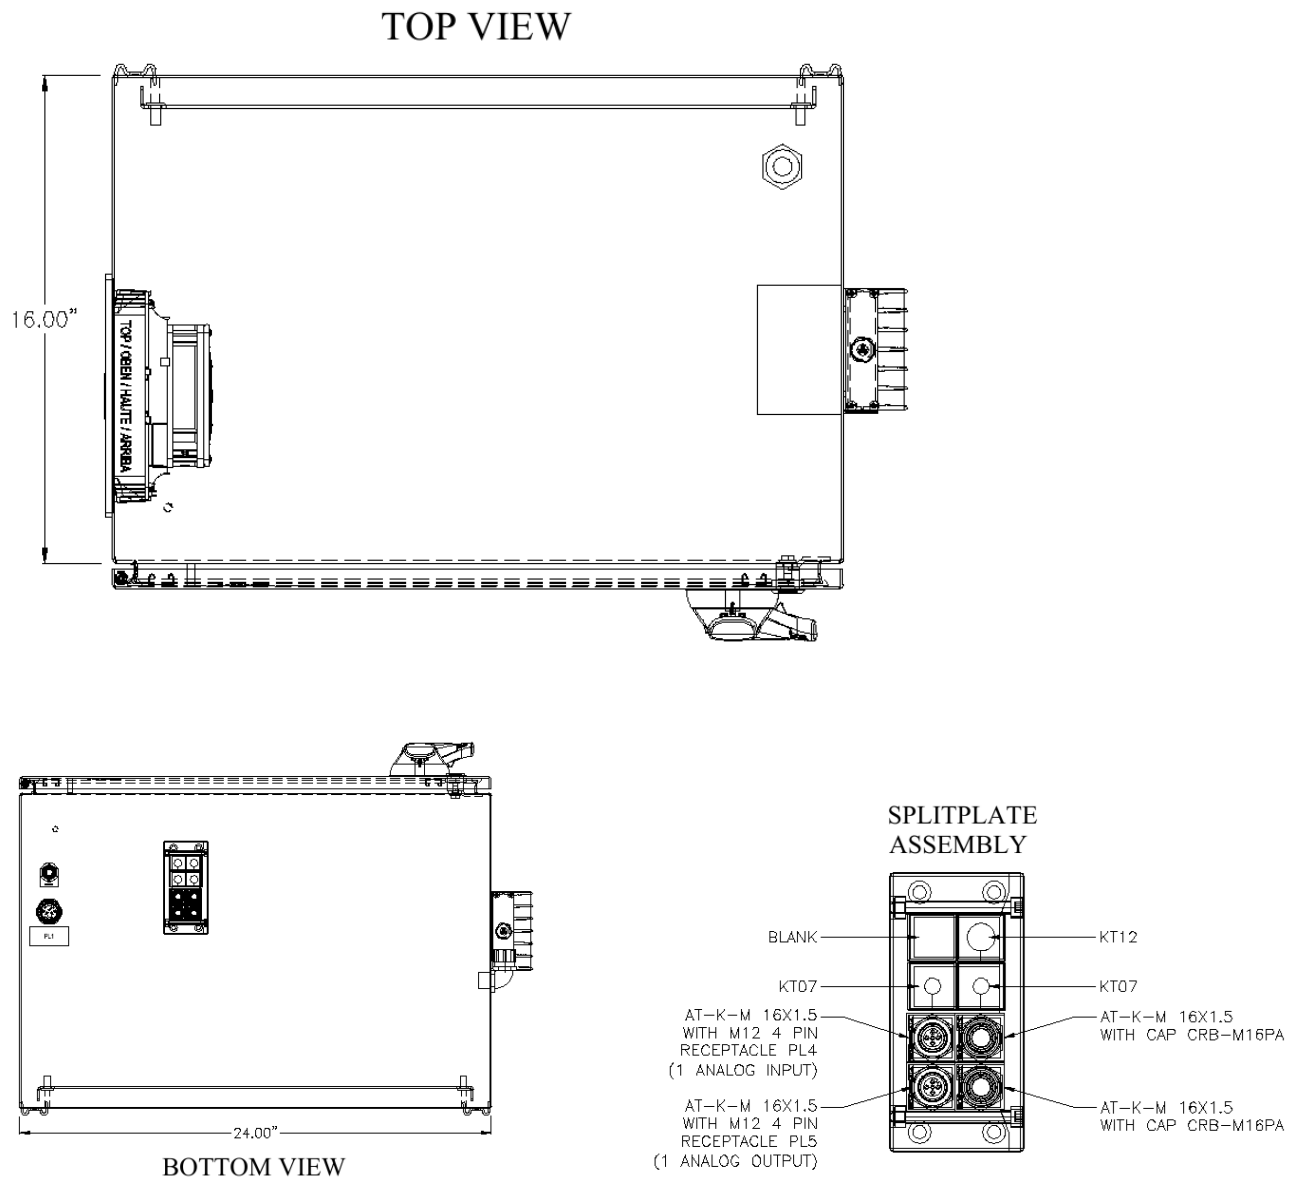 TOP VIEW
16.00"
TOP / OBEN / HAUTE / ARRIBA
PL1
24.00"
BOTTOM VIEW
SPLITPLATE
ASSEMBLY
BLANK
KT12
KT07
KT07
AT-K-M 16X1.5
WITH M12 4 PIN
RECEPTACLE PL4
(1 ANALOG INPUT)
AT-K-M 16X1.5
WITH CAP CRB-M16PA
AT-K-M 16X1.5
WITH M12 4 PIN
RECEPTACLE PL5
(1 ANALOG OUTPUT)
AT-K-M 16X1.5
WITH CAP CRB-M16PA